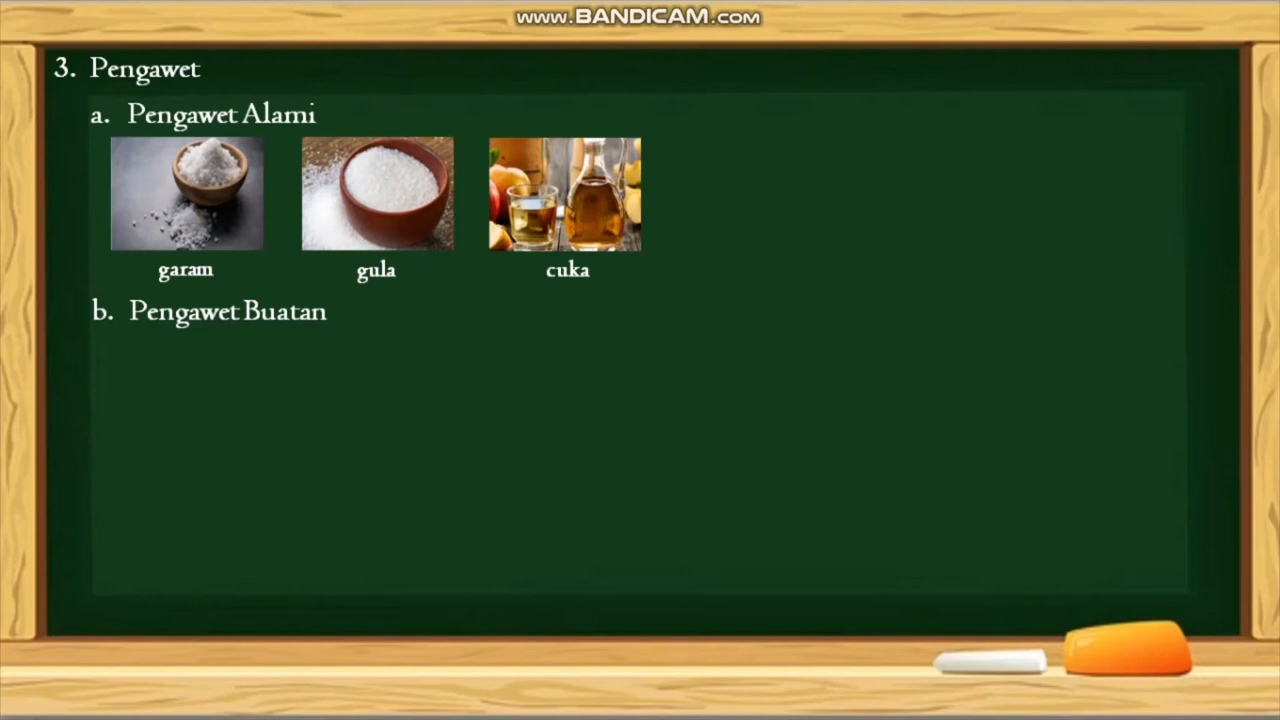 www.BANDICAM.com
3. Pengawet
a. Pengawet Alami
garam gula cuka
b. Pengawet Buatan